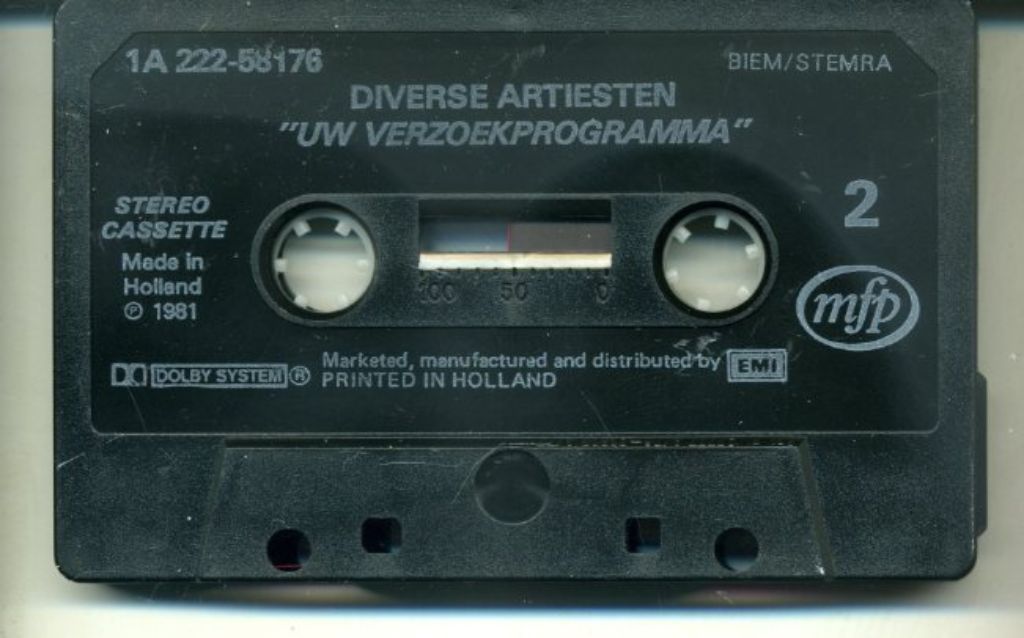 1A 222-58176
BIEM/STEMRA
DIVERSE ARTIESTEN
"UW VERZOEKPROGRAMMA"
STEREO
CASSETTE
Made in
Holland
℗ 1981
2
100 50 0
mfp
DOLBY SYSTEM ®
Marketed, manufactured and distributed by EMI
PRINTED IN HOLLAND